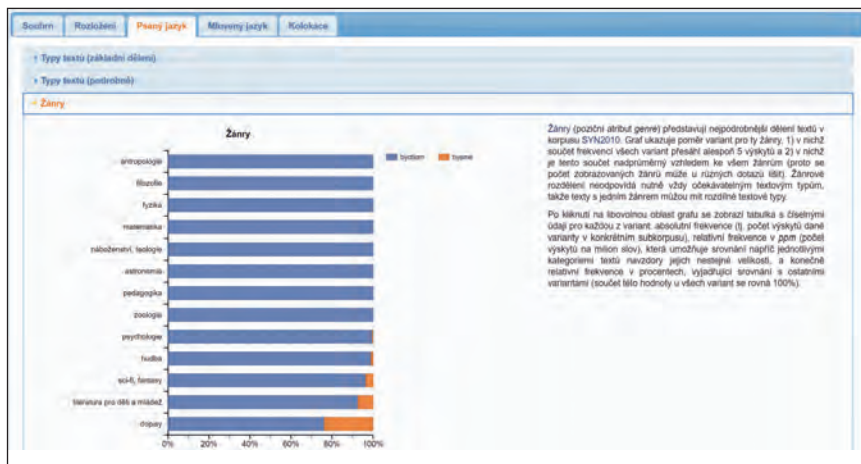 Souhrn Rozložení Psaný jazyk Mluvený jazyk Kolokace
Typy textů (základní dělení)
Typy textů (podrobně)
Žánry
Žánry
bychom bysme
antropologie
filozofie
fyzika
matematika
náboženství, teologie
astronomia
pedagogika
zoologie
psychologie
hudba
sci-fi, fantasy
literatura pro děti a mládež
dopisy
0% 20% 40% 60% 80% 100%
Žánry (poziční atribut genre) představují nejpodrobnější dělení textů v
korpusu SYN2010. Graf ukazuje poměr variant pro ty žánry, 1) v nichž
součet frekvencí všech variant přesáhl alespoň 5 výskytů a 2) v nichž
je tento součet nadprůměrný vzhledem ke všem žánrům (proto se
počet zobrazovaných žánrů může u různých dotazů lišit). Žánrové
rozdělení neodpovídá nutně vždy očekávatelným textovým typům,
takže texty s jedním žánrem můžou mít rozdílné textové typy.
Po kliknutí na libovolnou oblast grafu se zobrazí tabulka s číselnými
údaji pro každou z variant: absolutní frekvence (tj. počet výskytů dané
varianty v konkrétním subkorpusu), relativní frekvence v ppm (počet
výskytů na milion slov), která umožňuje srovnání napříč jednotlivými
kategoriemi textů navzdory jejich nestejné velikosti, a konečně
relativní frekvence v procentech, vyjadřující srovnání s ostatními
variantami (součet této hodnoty u všech variant se rovná 100%).